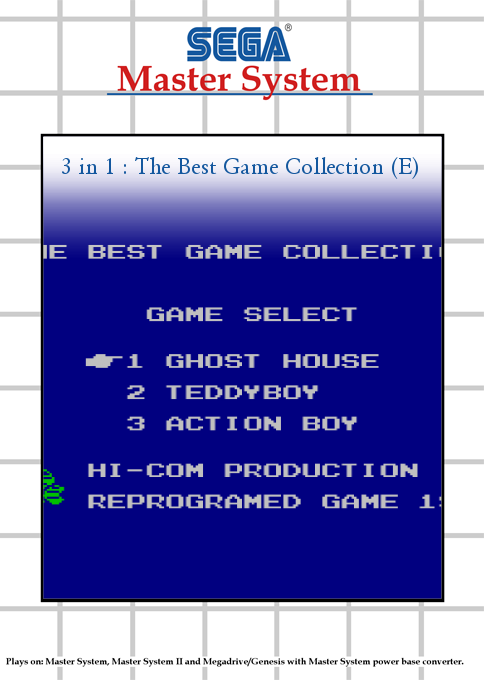 SEGA®
Master System
3 in 1 : The Best Game Collection (E)
E BEST GAME COLLECTI
GAME SELECT
1 GHOST HOUSE
2 TEDDYBOY
3 ACTION BOY
HI-COM PRODUCTION
REPROGRAMED GAME 1
Plays on: Master System, Master System II and Megadrive/Genesis with Master System power base converter.